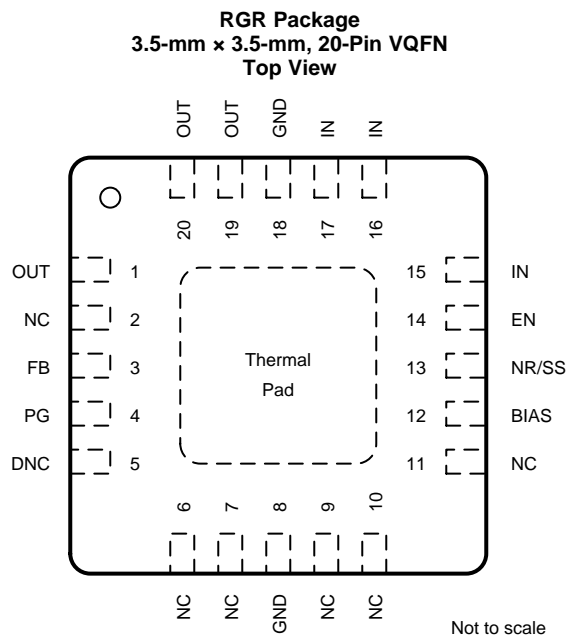 RGR Package
3.5-mm × 3.5-mm, 20-Pin VQFN
Top View
OUT
OUT
GND
IN
IN
20
19
18
17
16
OUT 1
15 IN
NC 2
14 EN
FB 3
Thermal
Pad
13 NR/SS
PG 4
12 BIAS
DNC 5
11 NC
6
7
8
9
10
NC
NC
GND
NC
NC
Not to scale